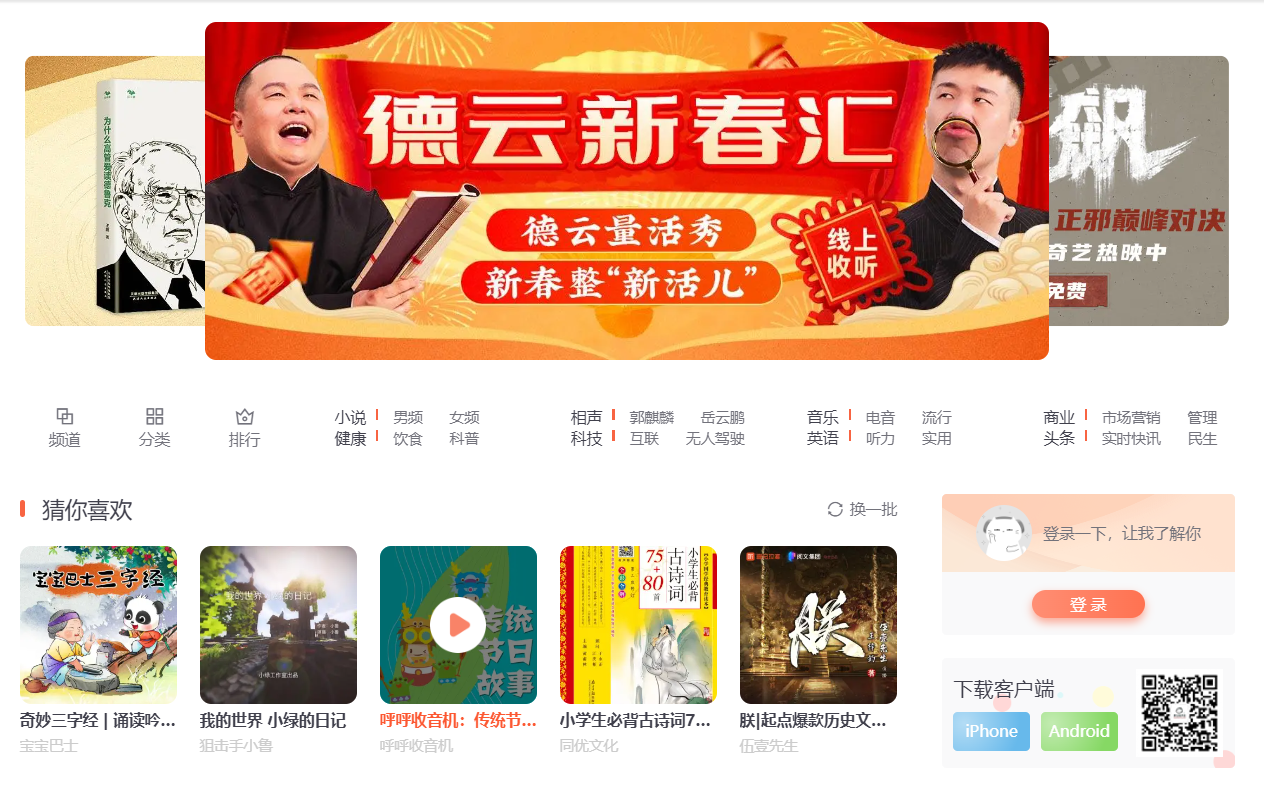 为什么高管要读德鲁克
德云新春汇
德云量活秀
新春整“新活儿”
线上
收听
飙
正邪巅峰对决
奇艺热映中
免费
频道
分类
排行
小说 男频 女频
健康 饮食 科普
相声 郭麒麟 岳云鹏
科技 互联 无人驾驶
音乐 电音 流行
英语 听力 实用
商业 市场营销 管理
头条 实时快讯 民生
猜你喜欢
换一批
宝宝巴士三字经
奇妙三字经 | 诵读吟...
宝宝巴士
我的世界 小绿的日记
小绿工作室出品
我的世界 小绿的日记
狙击手小鲁
传统
节日
故事
呼呼收音机：传统节...
呼呼收音机
小学生必背
古诗词
75
+
80
首
小学生必背古诗词7...
同优文化
阅文集团
朕
伍壹先生
朕|起点爆款历史文...
伍壹先生
登录一下，让我了解你
登录
下载客户端
iPhone
Android